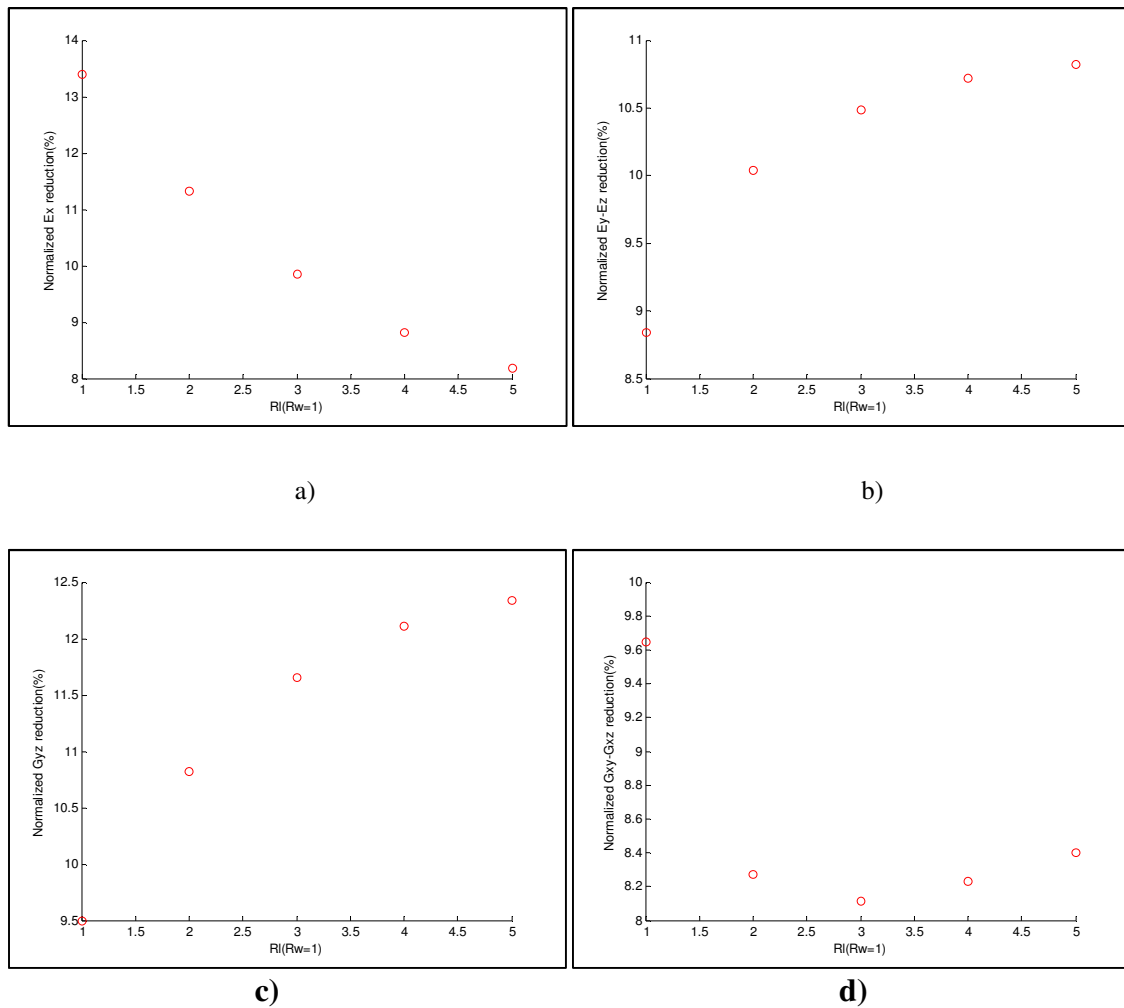 14
13
12
11
10
9
8
Normalized Ex reduction(%)
1 1.5 2 2.5 3 3.5 4 4.5 5
Rl(Rw=1)
a)
11
10.5
10
9.5
9
8.5
Normalized Ey-Ez reduction(%)
1 1.5 2 2.5 3 3.5 4 4.5 5
Rl(Rw=1)
b)
12.5
12
11.5
11
10.5
10
9.5
Normalized Gyz reduction(%)
1 1.5 2 2.5 3 3.5 4 4.5 5
Rl(Rw=1)
c)
10
9.8
9.6
9.4
9.2
9
8.8
8.6
8.4
8.2
8
Normalized Gxy-Gxz reduction(%)
1 1.5 2 2.5 3 3.5 4 4.5 5
Rl(Rw=1)
d)